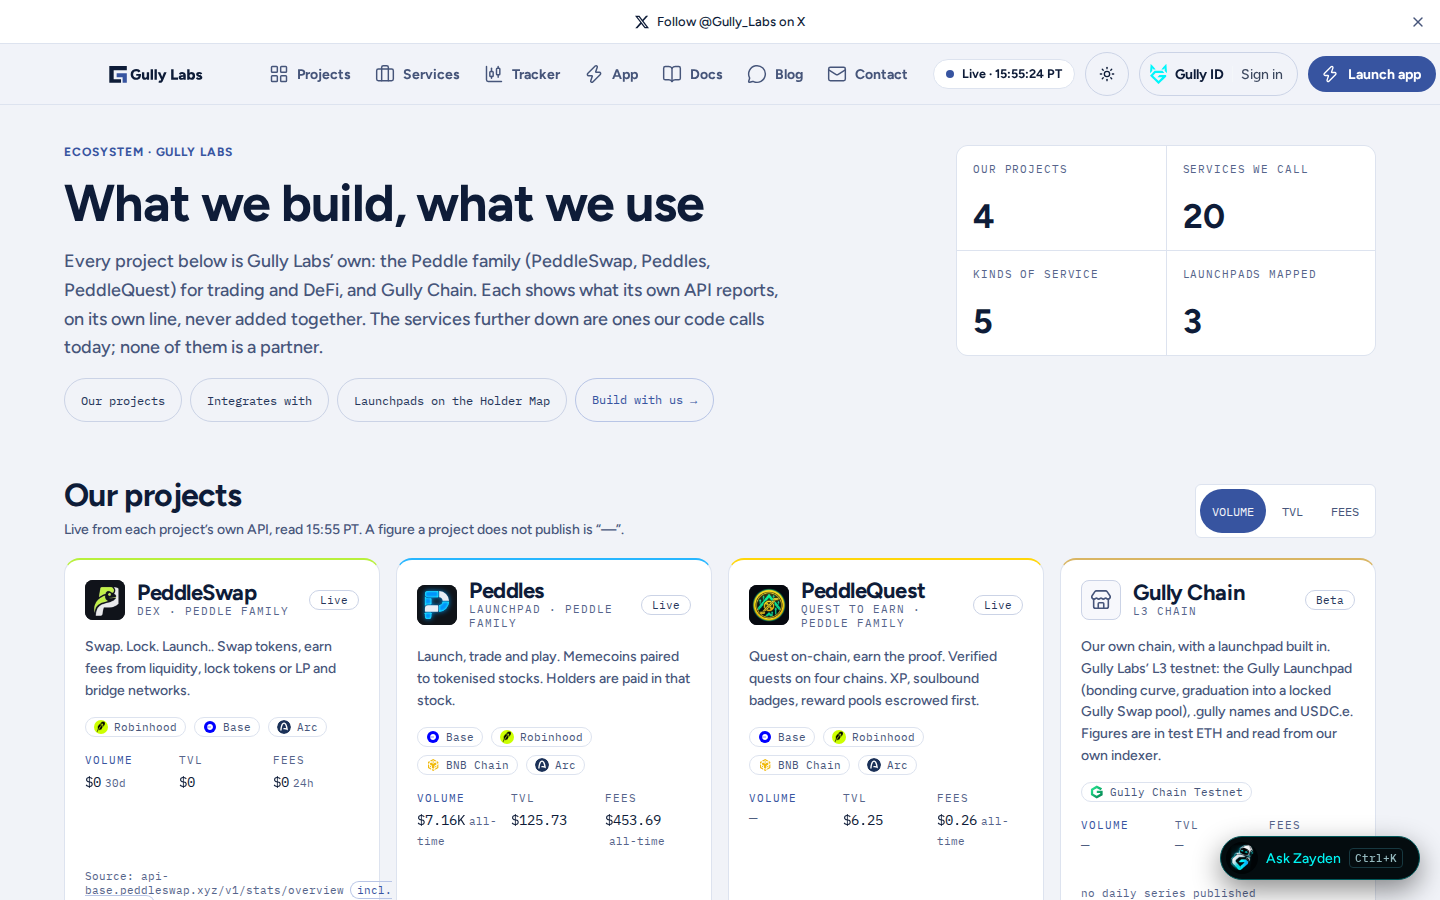 Follow @Gully_Labs on X
Gully Labs
Projects
Services
Tracker
App
Docs
Blog
Contact
Live · 15:55:24 PT
Gully ID
Sign in
Launch app
ECOSYSTEM · GULLY LABS
What we build, what we use
Every project below is Gully Labs’ own: the Peddle family (PeddleSwap, Peddles,
PeddleQuest) for trading and DeFi, and Gully Chain. Each shows what its own API reports,
on its own line, never added together. The services further down are ones our code calls
today; none of them is a partner.
Our projects
Integrates with
Launchpads on the Holder Map
Build with us →
OUR PROJECTS
4
SERVICES WE CALL
20
KINDS OF SERVICE
5
LAUNCHPADS MAPPED
3
Our projects
Live from each project’s own API, read 15:55 PT. A figure a project does not publish is “—”.
VOLUME
TVL
FEES
PeddleSwap
DEX · PEDDLE FAMILY
Live
Swap. Lock. Launch.. Swap tokens, earn
fees from liquidity, lock tokens or LP and
bridge networks.
Robinhood
Base
Arc
VOLUME
$0 30d
TVL
$0
FEES
$0 24h
Source: api-
base.peddleswap.xyz/v1/stats/overview
incl.
Peddles
LAUNCHPAD · PEDDLE
FAMILY
Live
Launch, trade and play. Memecoins paired
to tokenised stocks. Holders are paid in that
stock.
Base
Robinhood
BNB Chain
Arc
VOLUME
$7.16K all-
time
TVL
$125.73
FEES
$453.69
all-time
PeddleQuest
QUEST TO EARN ·
PEDDLE FAMILY
Live
Quest on-chain, earn the proof. Verified
quests on four chains. XP, soulbound
badges, reward pools escrowed first.
Base
Robinhood
BNB Chain
Arc
VOLUME
—
TVL
$6.25
FEES
$0.26 all-
time
Gully Chain
L3 CHAIN
Beta
Our own chain, with a launchpad built in.
Gully Labs’ L3 testnet: the Gully Launchpad
(bonding curve, graduation into a locked
Gully Swap pool), .gully names and USDC.e.
Figures are in test ETH and read from our
own indexer.
Gully Chain Testnet
VOLUME
—
TVL
—
FEES
no daily series published
Ask Zayden
Ctrl+K